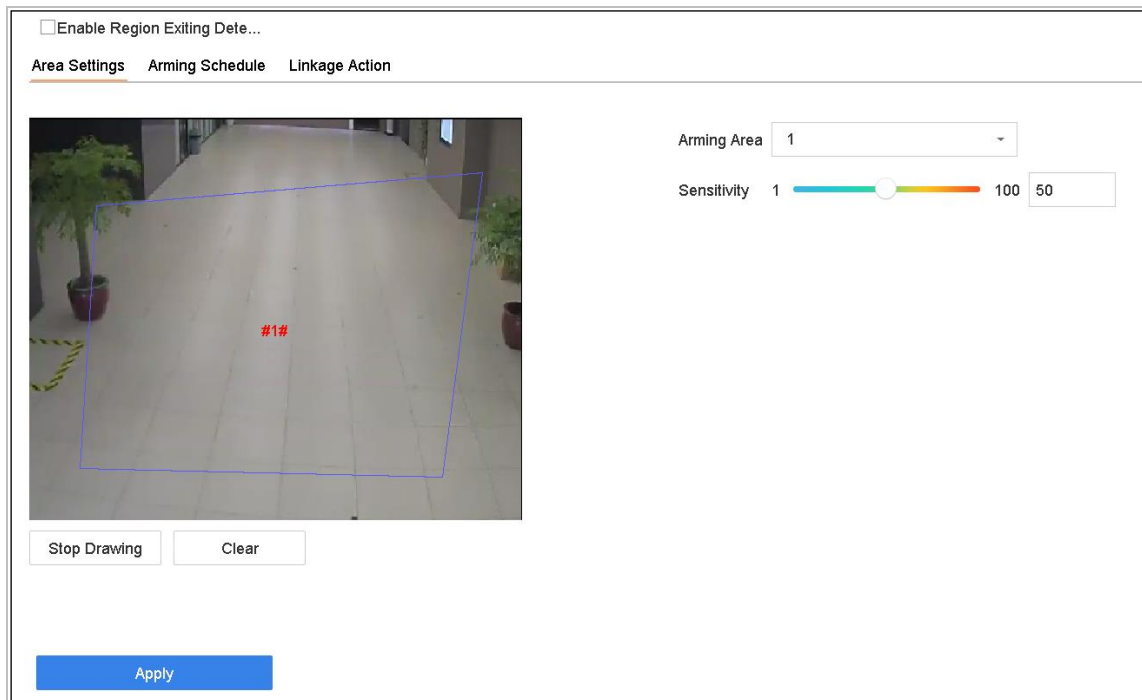 Enable Region Exiting Dete...
Area Settings Arming Schedule Linkage Action
Arming Area 1
Sensitivity 1 100 50
#1#
Stop Drawing Clear
Apply